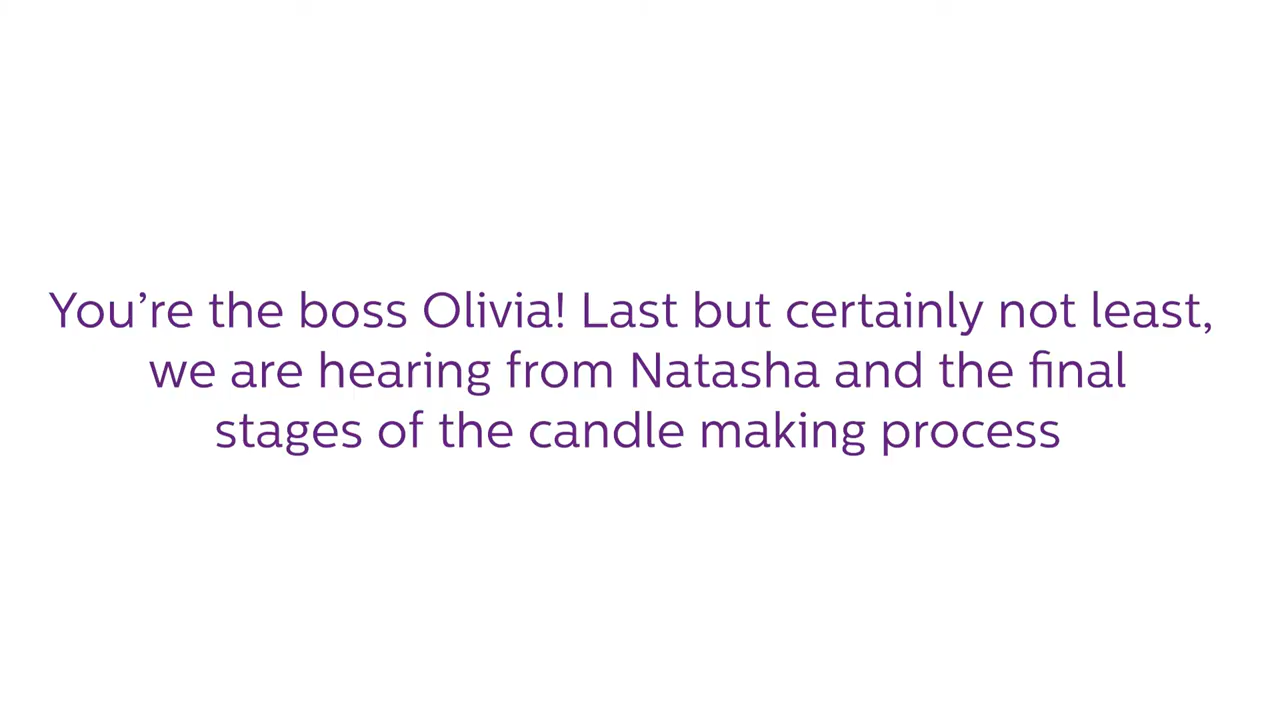 You’re the boss Olivia! Last but certainly not least,
we are hearing from Natasha and the final
stages of the candle making process